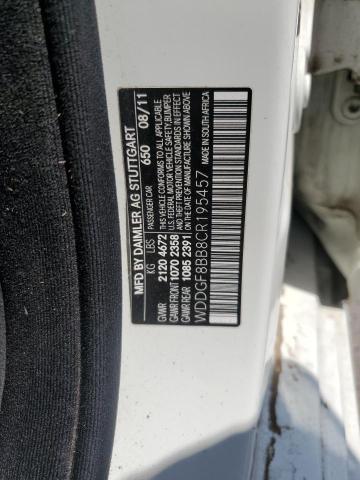 MFD BY DAIMLER AG STUTTGART
PASSENGER CAR 650 08/11
KG LBS THIS VEHICLE CONFORMS TO ALL APPLICABLE
GVWR 2120 4672 U.S. FEDERAL MOTOR VEHICLE SAFETY, BUMPER
GAWR FRONT 1070 2358 AND THEFT PREVENTION STANDARDS IN EFFECT
GAWR REAR 1085 2391 ON THE DATE OF MANUFACTURE SHOWN ABOVE.
WDDGF8BB8CR195457 MADE IN SOUTH AFRICA